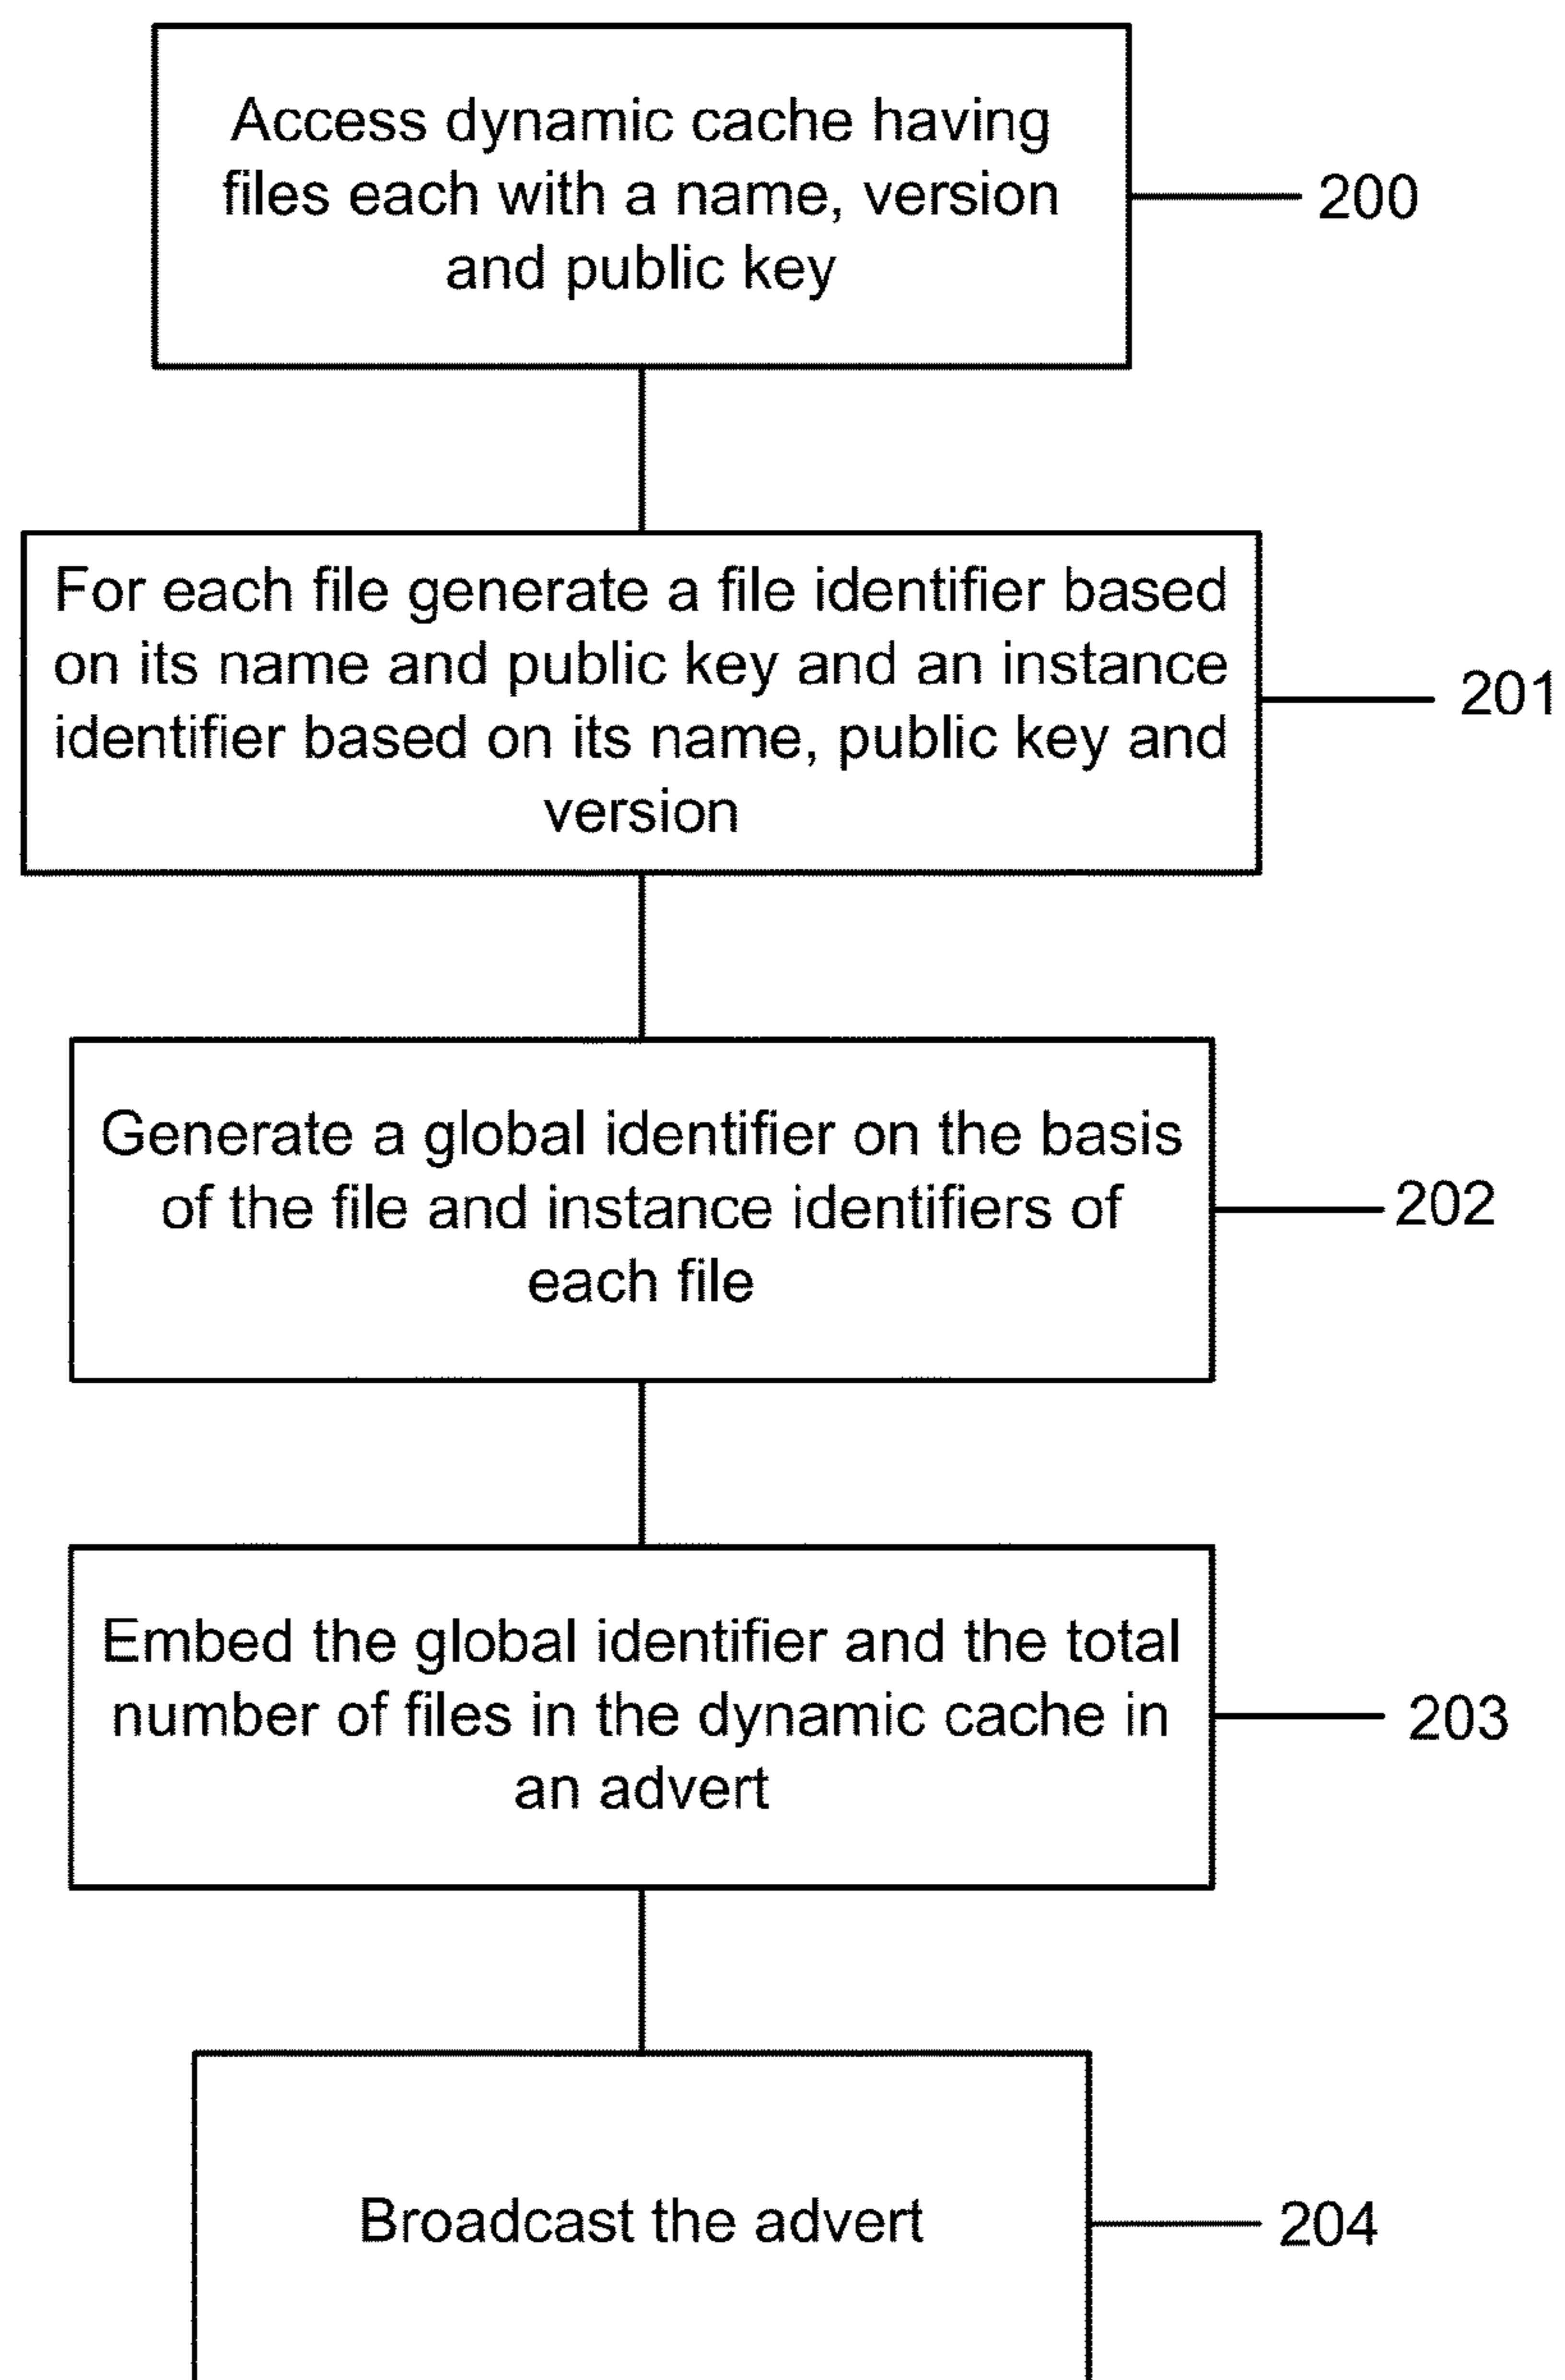 Access dynamic cache having
files each with a name, version
and public key
200
For each file generate a file identifier based
on its name and public key and an instance
identifier based on its name, public key and
version
201
Generate a global identifier on the basis
of the file and instance identifiers of
each file
202
Embed the global identifier and the total
number of files in the dynamic cache in
an advert
203
Broadcast the advert
204